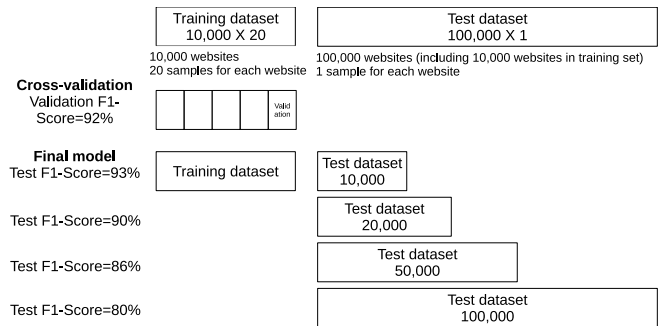 Training dataset
10,000 X 20
Test dataset
100,000 X 1
10,000 websites
20 samples for each website
100,000 websites (including 10,000 websites in training set)
1 sample for each website
Cross-validation
Validation F1-
Score=92%
Valid
ation
Final model
Test F1-Score=93%
Training dataset
Test dataset
10,000
Test F1-Score=90%
Test dataset
20,000
Test F1-Score=86%
Test dataset
50,000
Test F1-Score=80%
Test dataset
100,000